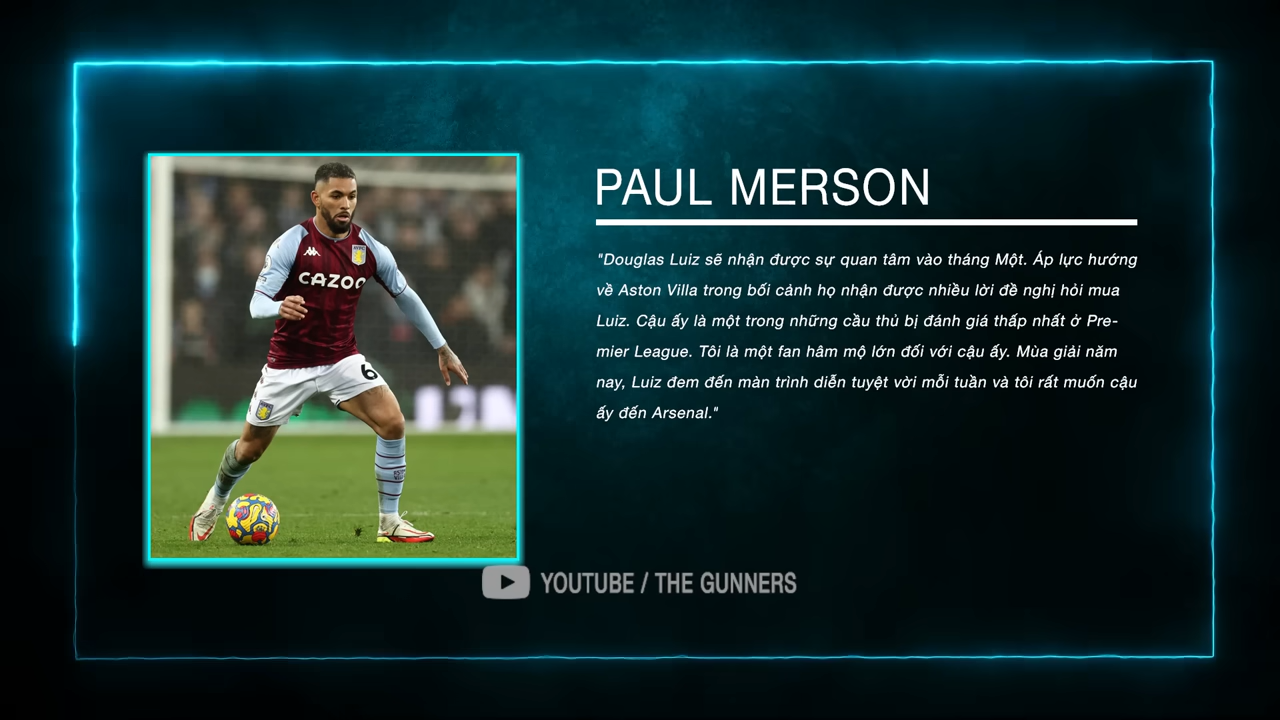 PAUL MERSON
"Douglas Luiz sẽ nhận được sự quan tâm vào tháng Một. Áp lực hướng
về Aston Villa trong bối cảnh họ nhận được nhiều lời đề nghị hỏi mua
Luiz. Cậu ấy là một trong những cầu thủ bị đánh giá thấp nhất ở Pre-
mier League. Tôi là một fan hâm mộ lớn đối với cậu ấy. Mùa giải năm
nay, Luiz đem đến màn trình diễn tuyệt vời mỗi tuần và tôi rất muốn cậu
ấy đến Arsenal."
CAZOO
6
YOUTUBE / THE GUNNERS